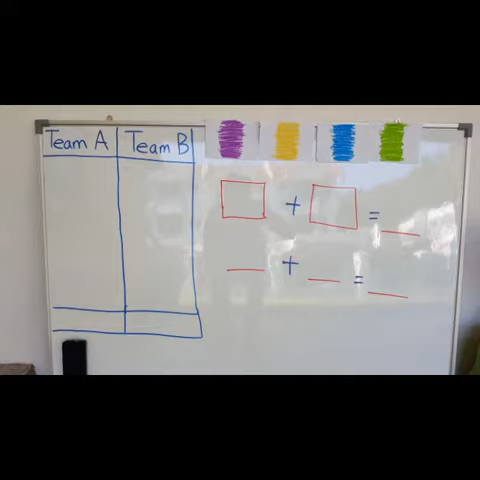 Team A Team B
+ =
+ =